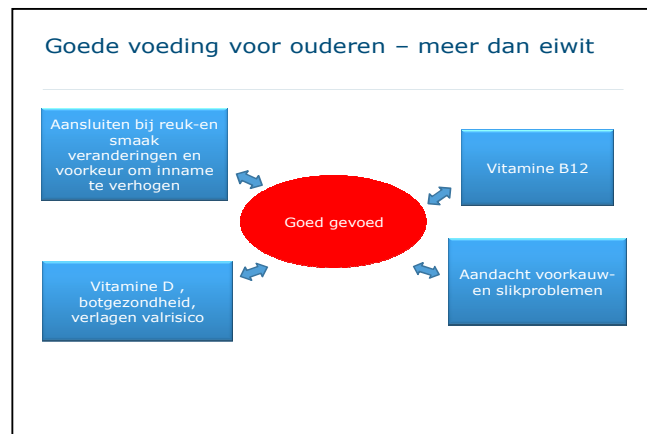 Goede voeding voor ouderen – meer dan eiwit
Aansluiten bij reuk-en
smaak
veranderingen en
voorkeur om inname
te verhogen
Vitamine B12
Goed gevoed
Vitamine D ,
botgezondheid,
verlagen valrisico
Aandacht voorkauw-
en slikproblemen